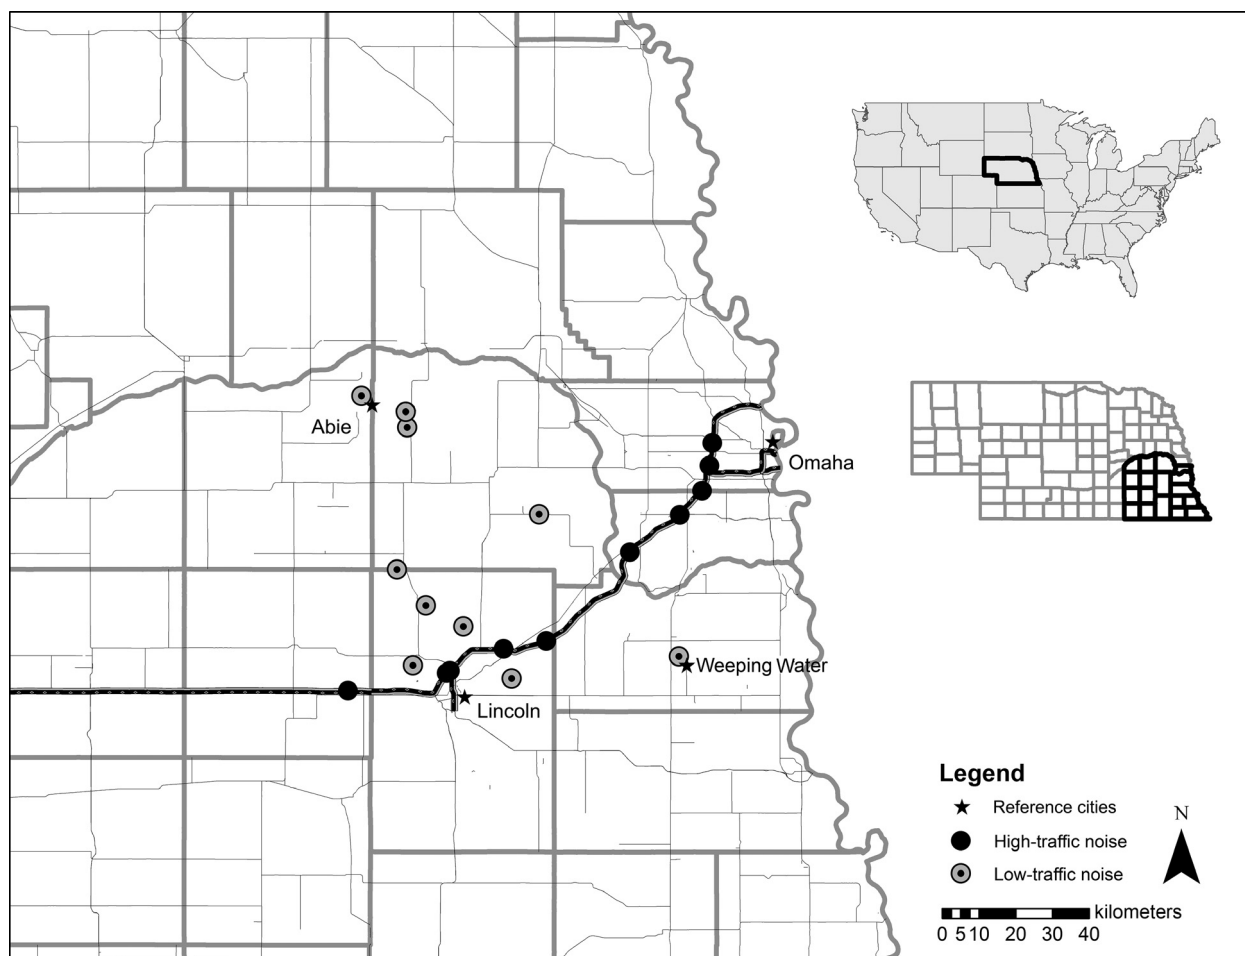 Abie
Omaha
Weeping Water
Lincoln
Legend
Reference cities
High-traffic noise
Low-traffic noise
N
kilometers
0 5 10 20 30 40